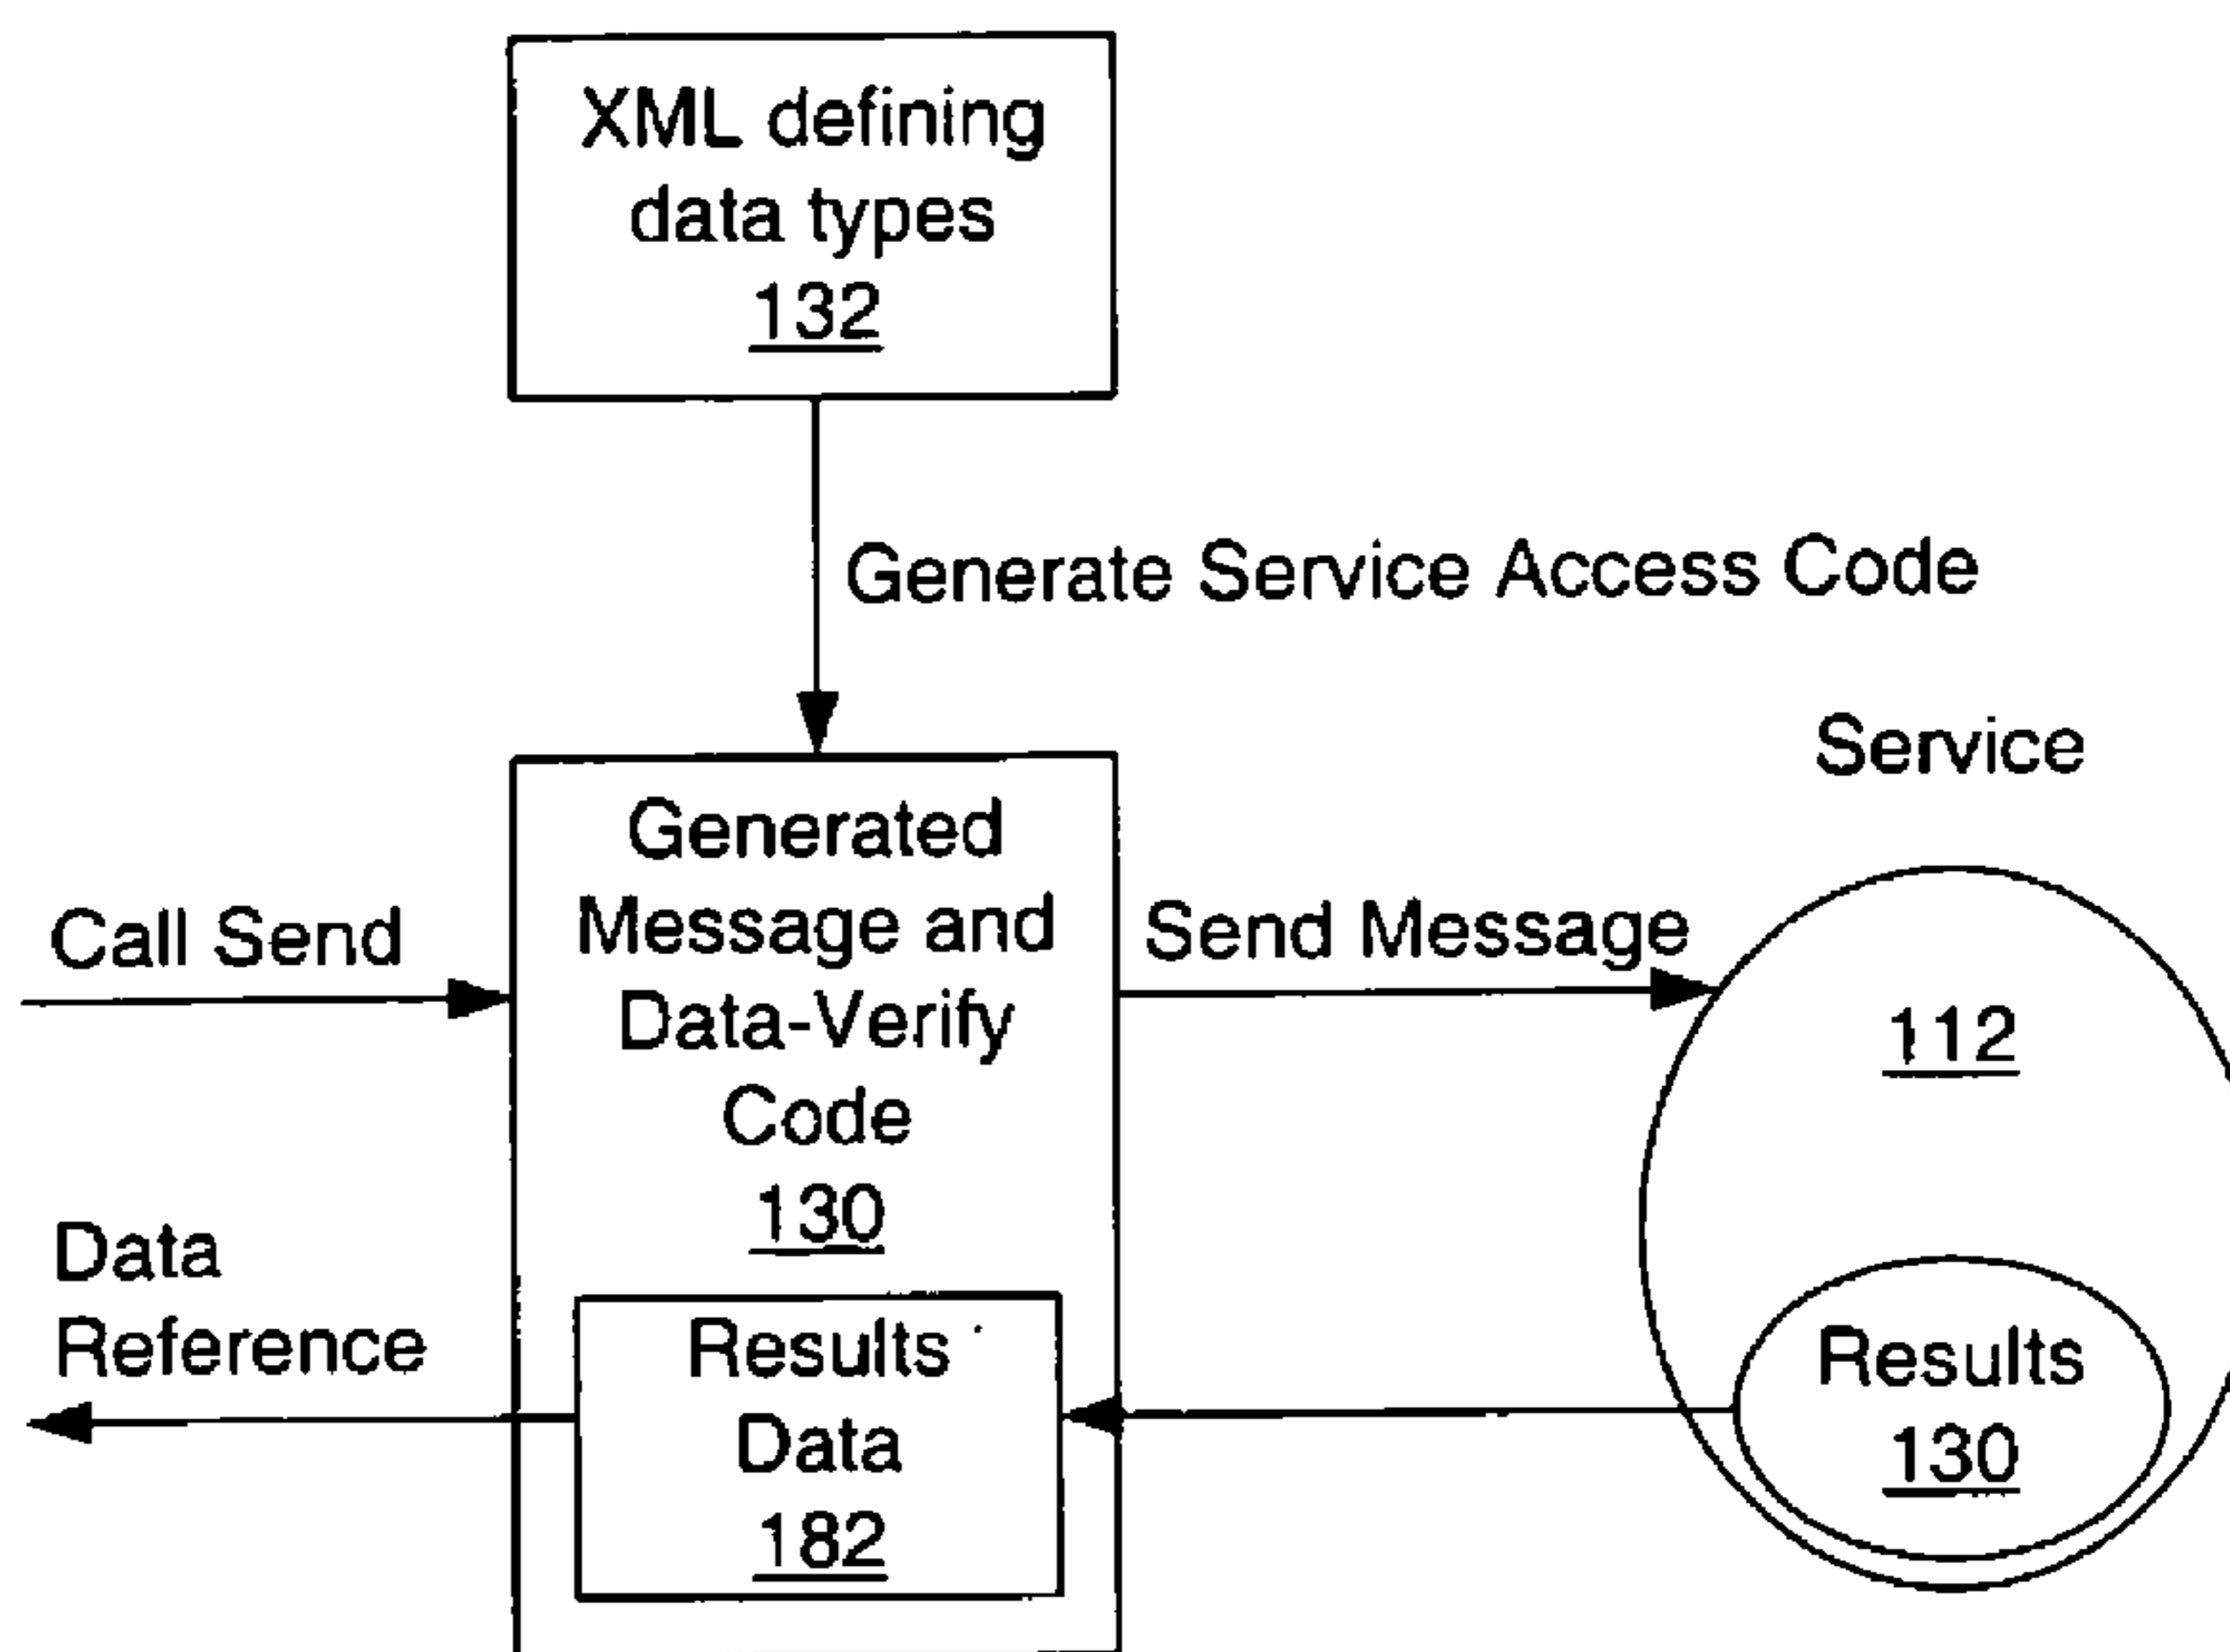 XML defining
data types
132
Generate Service Access Code
Service
Call Send
Generated
Message and
Data-Verify
Code
130
Send Message
112
Data
Reference
Results
Data
182
Results
130